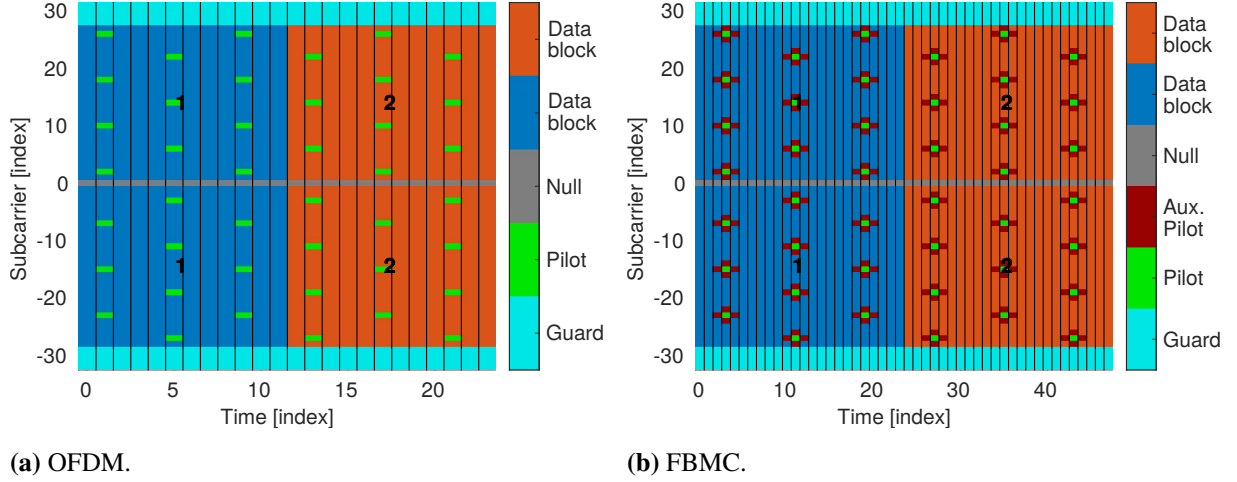 30
20
10
0
-10
-20
-30
Subcarrier [index]
1
2
1
2
0
5
10
15
20
Time [index]
Data
block
Data
block
Null
Pilot
Guard
(a) OFDM.
30
20
10
0
-10
-20
-30
Subcarrier [index]
1
2
1
2
0
10
20
30
40
Time [index]
Data
block
Data
block
Null
Aux.
Pilot
Pilot
Guard
(b) FBMC.